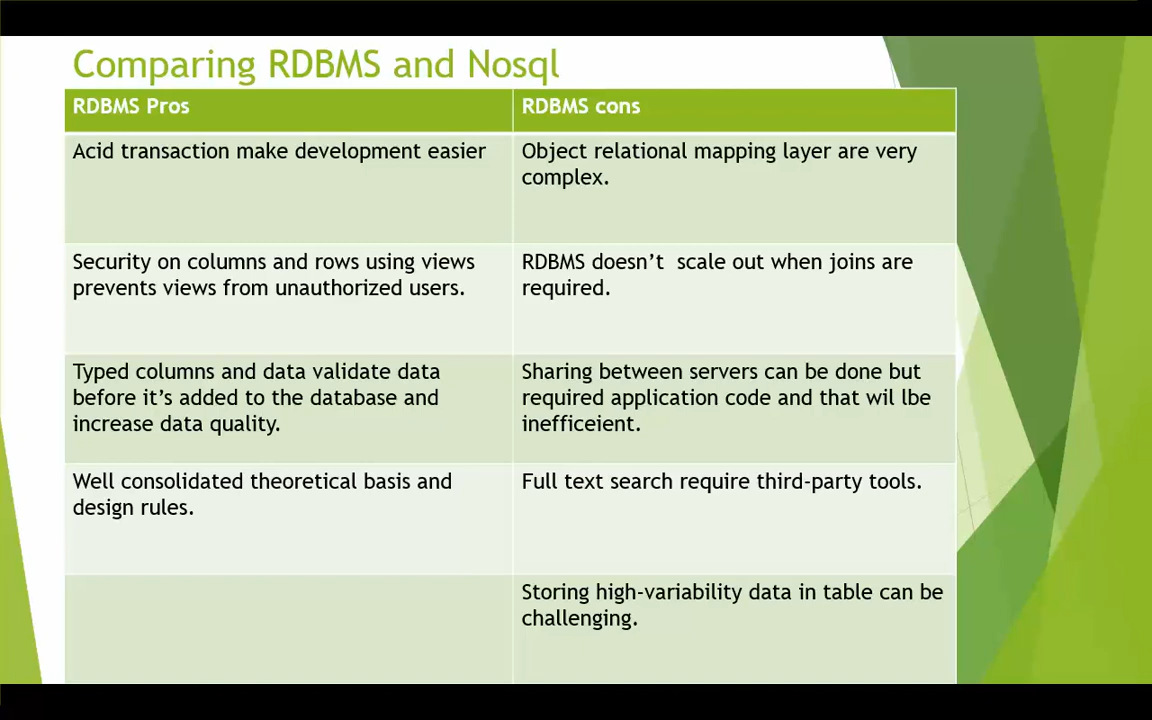 Comparing RDBMS and Nosql
RDBMS Pros
RDBMS cons
Acid transaction make development easier
Object relational mapping layer are very
complex.
Security on columns and rows using views
prevents views from unauthorized users.
RDBMS doesn’t  scale out when joins are
required.
Typed columns and data validate data
before it’s added to the database and
increase data quality.
Sharing between servers can be done but
required application code and that wil lbe
inefficeient.
Well consolidated theoretical basis and
design rules.
Full text search require third-party tools.
Storing high-variability data in table can be
challenging.